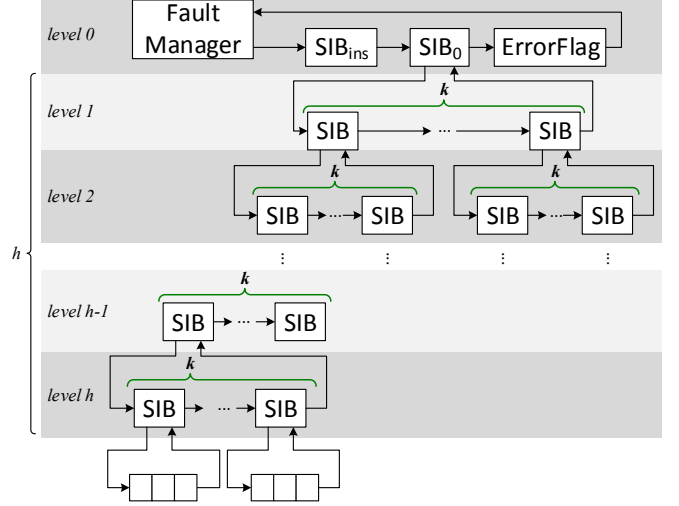 level 0
Fault
Manager
SIB_ins
SIB_0
ErrorFlag
h
level 1
k
SIB
...
SIB
level 2
k
SIB
...
SIB
k
SIB
...
SIB
⋮ ⋮ ⋮ ⋮
level h-1
k
SIB
...
SIB
level h
k
SIB
...
SIB